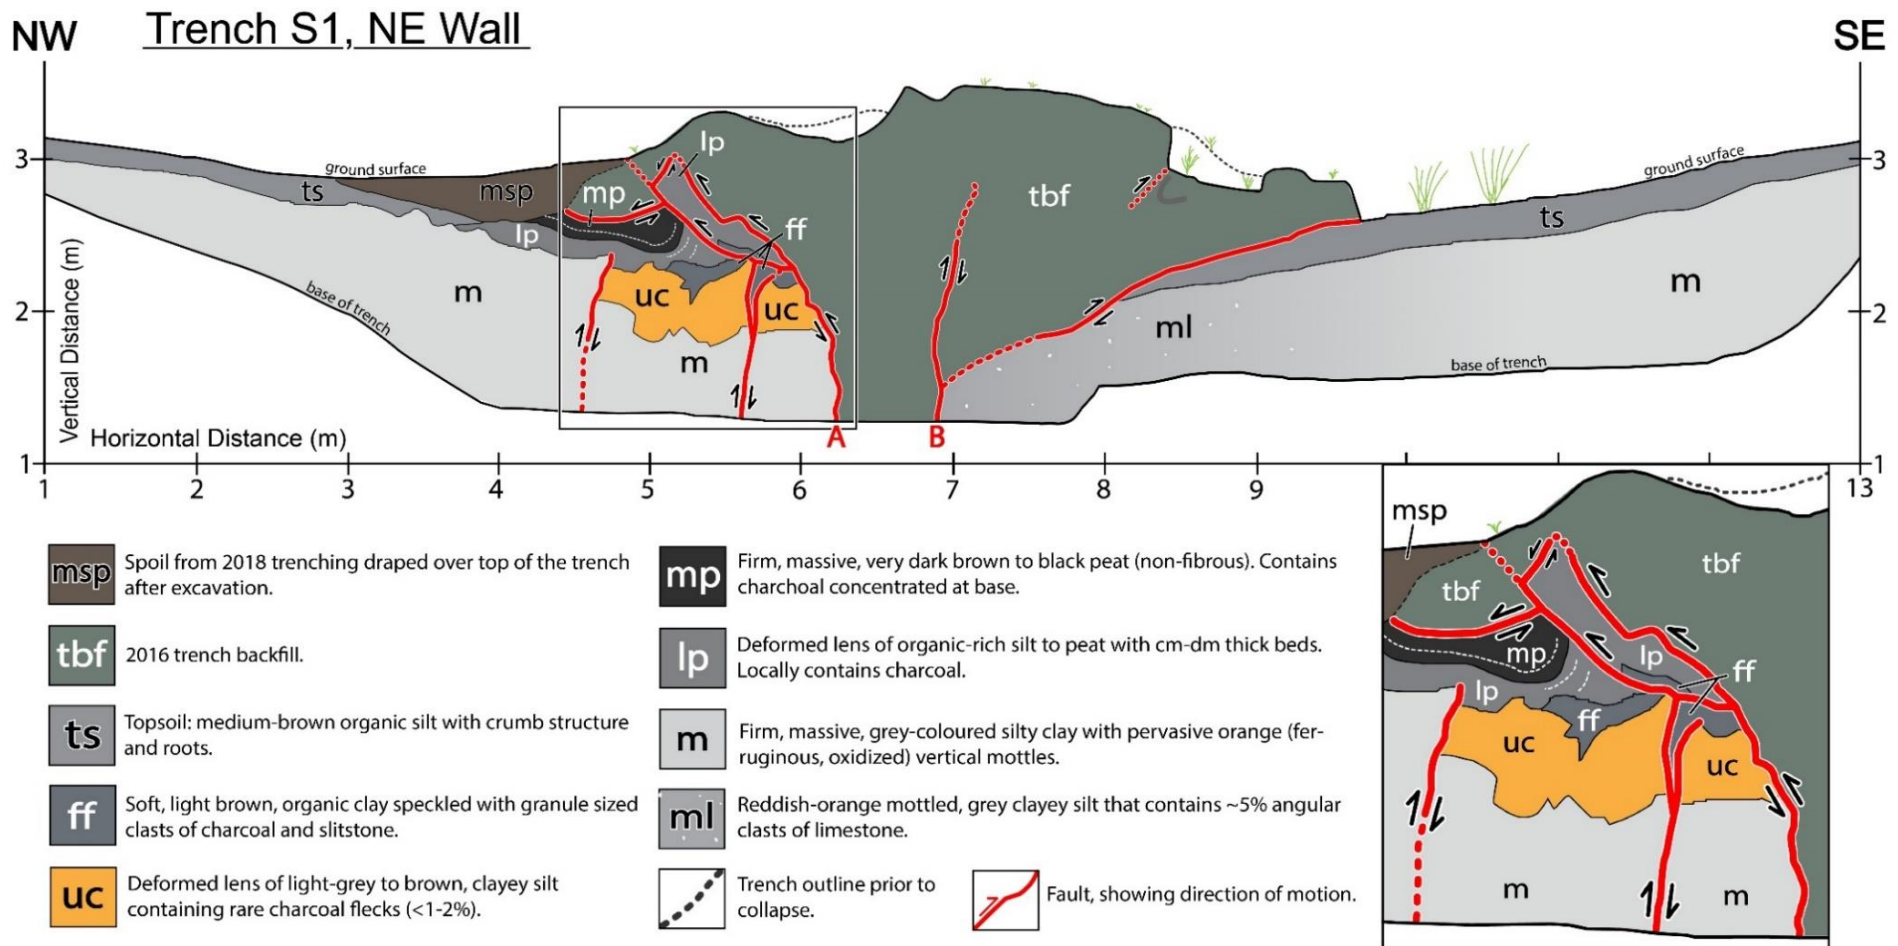 NW
Trench S1, NE Wall
SE
3
ground surface
ts
msp
mp
lp
lp
ff
tbf
ts
ground surface
3
m
uc
uc
m
ml
m
base of trench
base of trench
2
2
Vertical Distance (m)
Horizontal Distance (m)
A
B
1
1
1
2
3
4
5
6
7
8
9
13
msp
tbf
tbf
mp
lp
lp
ff
ff
uc
uc
m
m
msp
Spoil from 2018 trenching draped over top of the trench
after excavation.
tbf
2016 trench backfill.
ts
Topsoil: medium-brown organic silt with crumb structure
and roots.
ff
Soft, light brown, organic clay speckled with granule sized
clasts of charcoal and slitstone.
uc
Deformed lens of light-grey to brown, clayey silt
containing rare charcoal flecks (<1-2%).
mp
Firm, massive, very dark brown to black peat (non-fibrous). Contains
charchoal concentrated at base.
lp
Deformed lens of organic-rich silt to peat with cm-dm thick beds.
Locally contains charcoal.
m
Firm, massive, grey-coloured silty clay with pervasive orange (fer-
ruginous, oxidized) vertical mottles.
ml
Reddish-orange mottled, grey clayey silt that contains ~5% angular
clasts of limestone.
Trench outline prior to
collapse.
Fault, showing direction of motion.